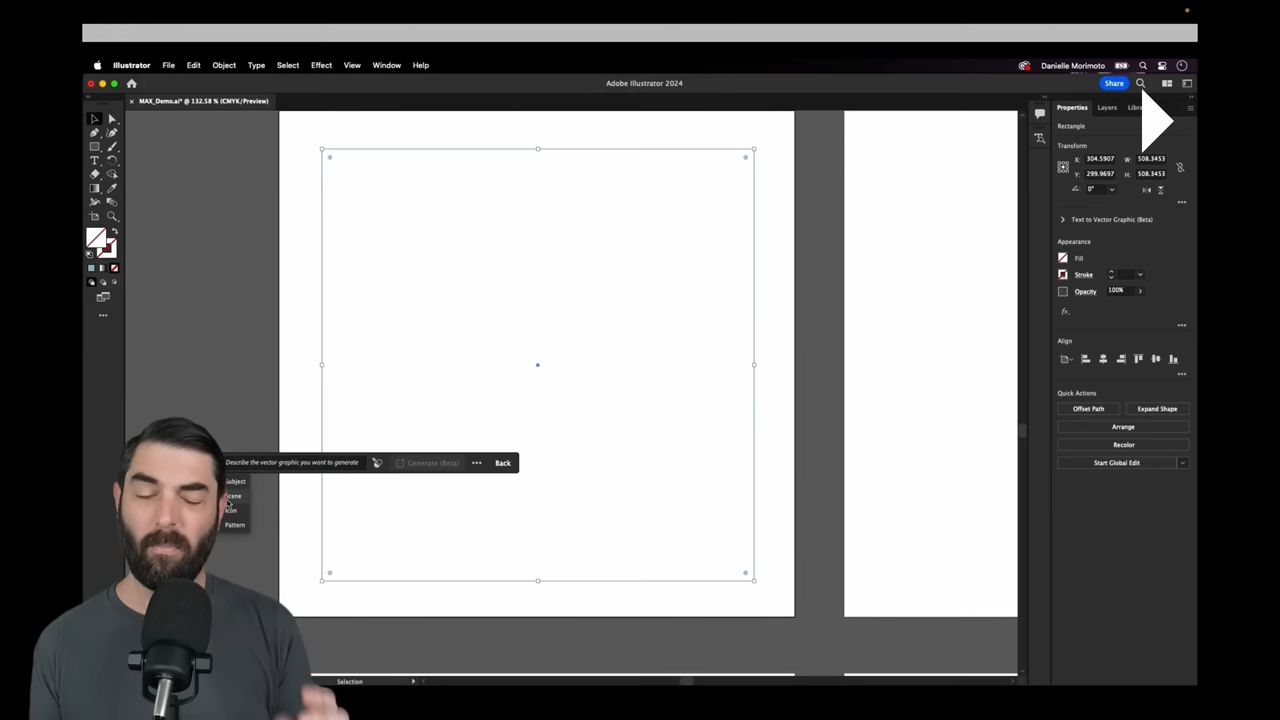 Illustrator File Edit Object Type Select Effect View Window Help Danielle Morimoto
Adobe Illustrator 2024 Share
× MAX_Demo.ai* @ 132.58 % (CMYK/Preview)
Properties Layers
Rectangle
Transform
X: 304.5907 W: 508.3453
Y: 299.9697 H: 508.3453
0°
Text to Vector Graphic (Beta)
Appearance
Fill
Stroke
Opacity 100%
fx
Align
Quick Actions
Offset Path Expand Shape
Arrange
Recolor
Start Global Edit
Describe the vector graphic you want to generate Generate (Beta) Back
Subject
Scene
Icon
Pattern
Selection